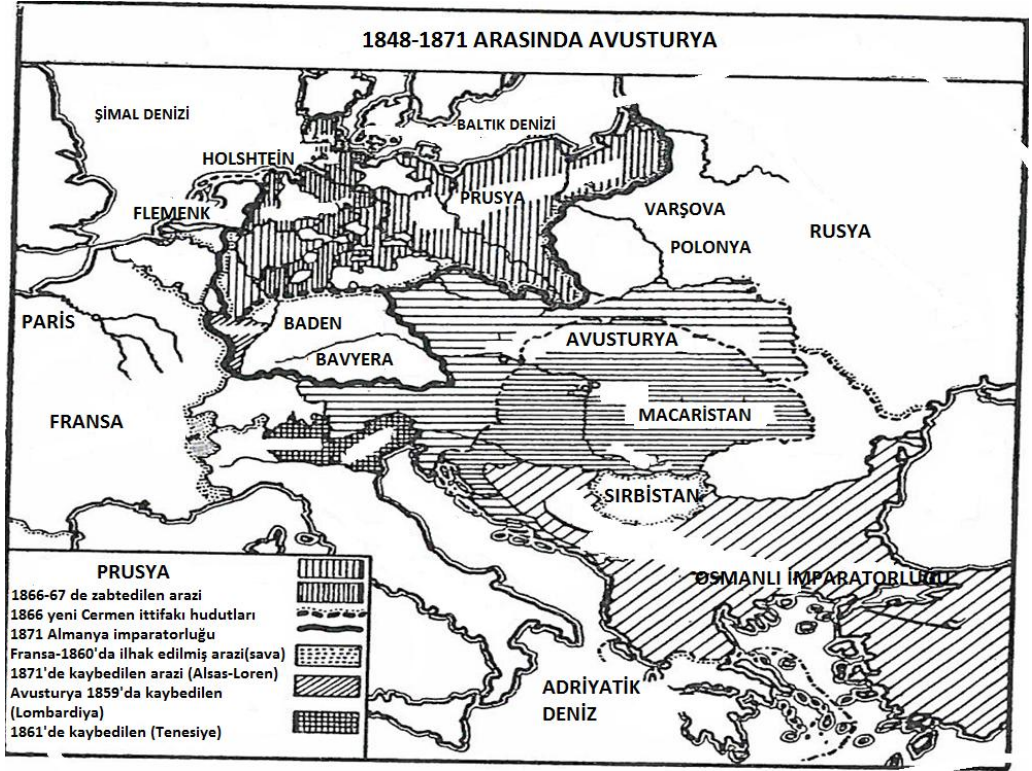 1848-1871 ARASINDA AVUSTURYA
ŞİMAL DENİZİ
BALTIK DENİZİ
HOLSHTEİN
PRUSYA
FLEMENK
VARŞOVA
POLONYA
RUSYA
PARİS
BADEN
AVUSTURYA
BAVYERA
FRANSA
MACARİSTAN
SIRBİSTAN
OSMANLI İMPARATORLUĞU
ADRİYATİK
DENİZ
PRUSYA
1866-67 de zabtedilen arazi
1866 yeni Cermen ittifakı hudutları
1871 Almanya imparatorluğu
Fransa-1860'da ilhak edilmiş arazi(sava)
1871'de kaybedilen arazi (Alsas-Loren)
Avusturya 1859'da kaybedilen
(Lombardiya)
1861'de kaybedilen (Tenesiye)